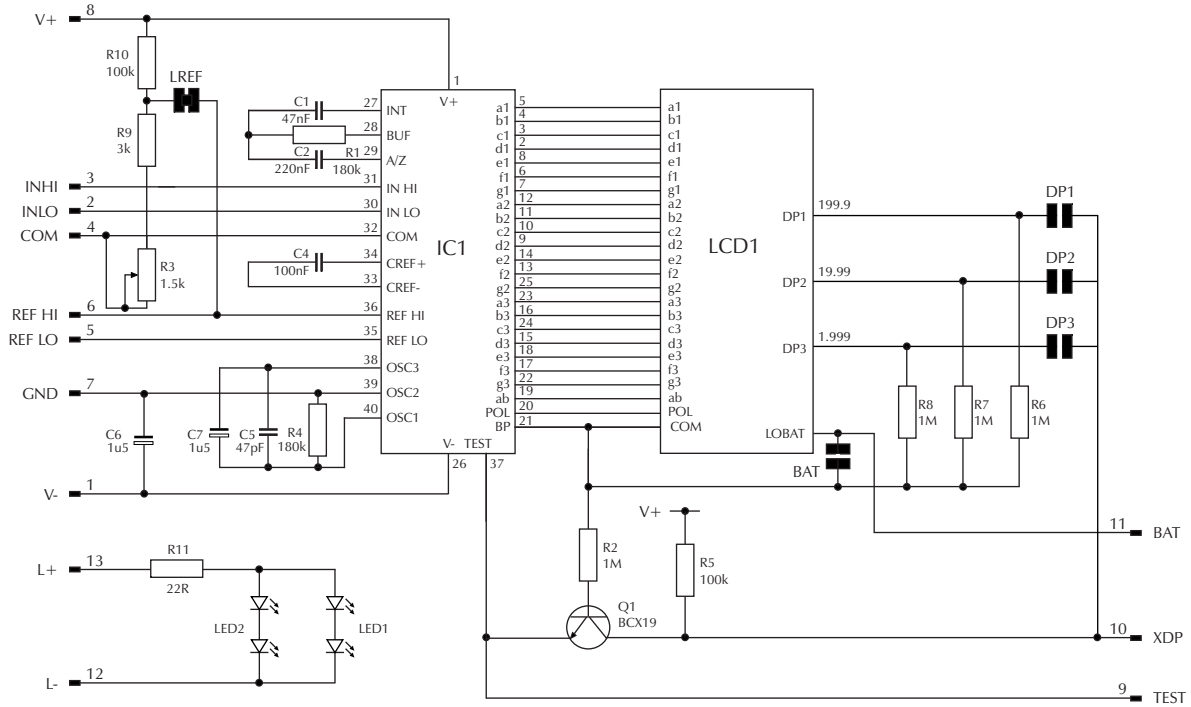 V+ 8
R10
100k
LREF
R9
3k
INHI 3
INLO 2
COM 4
R3
1.5k
REF HI 6
REF LO 5
GND 7
C6
1u5
C7
1u5
C5
47pF
R4
180k
V- 1
C1
47nF
C2
220nF
R1
180k
C4
100nF
1
V+
27 INT
28 BUF
29 A/Z
31 IN HI
30 IN LO
32 COM
34 CREF+
33 CREF-
36 REF HI
35 REF LO
38 OSC3
39 OSC2
40 OSC1
V- TEST
26 37
IC1
a1 5 a1
b1 4 b1
c1 3 c1
d1 2 d1
e1 8 e1
f1 6 f1
g1 7 g1
a2 12 a2
b2 11 b2
c2 10 c2
d2 9 d2
e2 14 e2
f2 13 f2
g2 25 g2
a3 23 a3
b3 16 b3
c3 24 c3
d3 15 d3
e3 18 e3
f3 17 f3
g3 22 g3
ab 19 ab
POL 20 POL
BP 21 COM
LCD1
DP1 199.9 DP1
DP2 19.99 DP2
DP3 1.999 DP3
R8
1M
R7
1M
R6
1M
LOBAT
BAT
V+
R2
1M
R5
100k
Q1
BCX19
11 BAT
10 XDP
9 TEST
L+ 13
R11
22R
LED2
LED1
L- 12